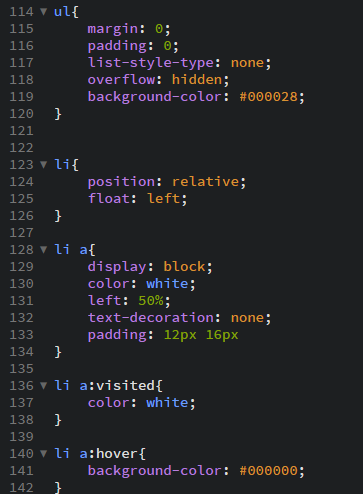 114 ▼ ul{
115 margin: 0;
116 padding: 0;
117 list-style-type: none;
118 overflow: hidden;
119 background-color: #000028;
120 }
121
122
123 ▼ li{
124 position: relative;
125 float: left;
126 }
127
128 ▼ li a{
129 display: block;
130 color: white;
131 left: 50%;
132 text-decoration: none;
133 padding: 12px 16px
134 }
135
136 ▼ li a:visited{
137 color: white;
138 }
139
140 ▼ li a:hover{
141 background-color: #000000;
142 }